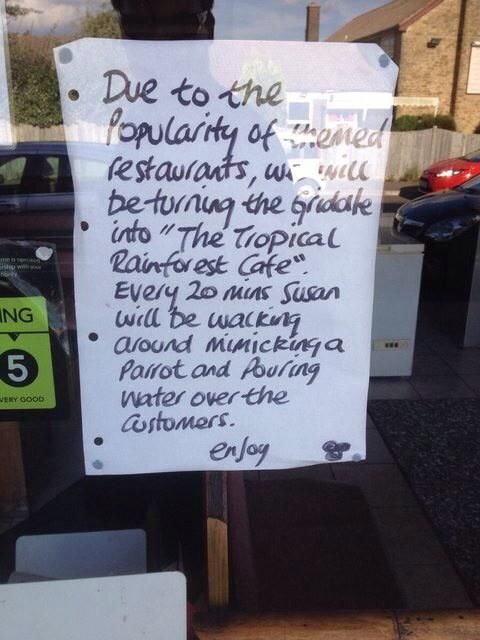 Due to the
Popularity of themed
restaurants, we will
be turning the Griddle
into "The Tropical
Rainforest Cafe".
Every 20 mins Susan
will be walking
around mimicking a
Parrot and Pouring
Water over the
Customers.
enjoy
ING
5
VERY GOOD